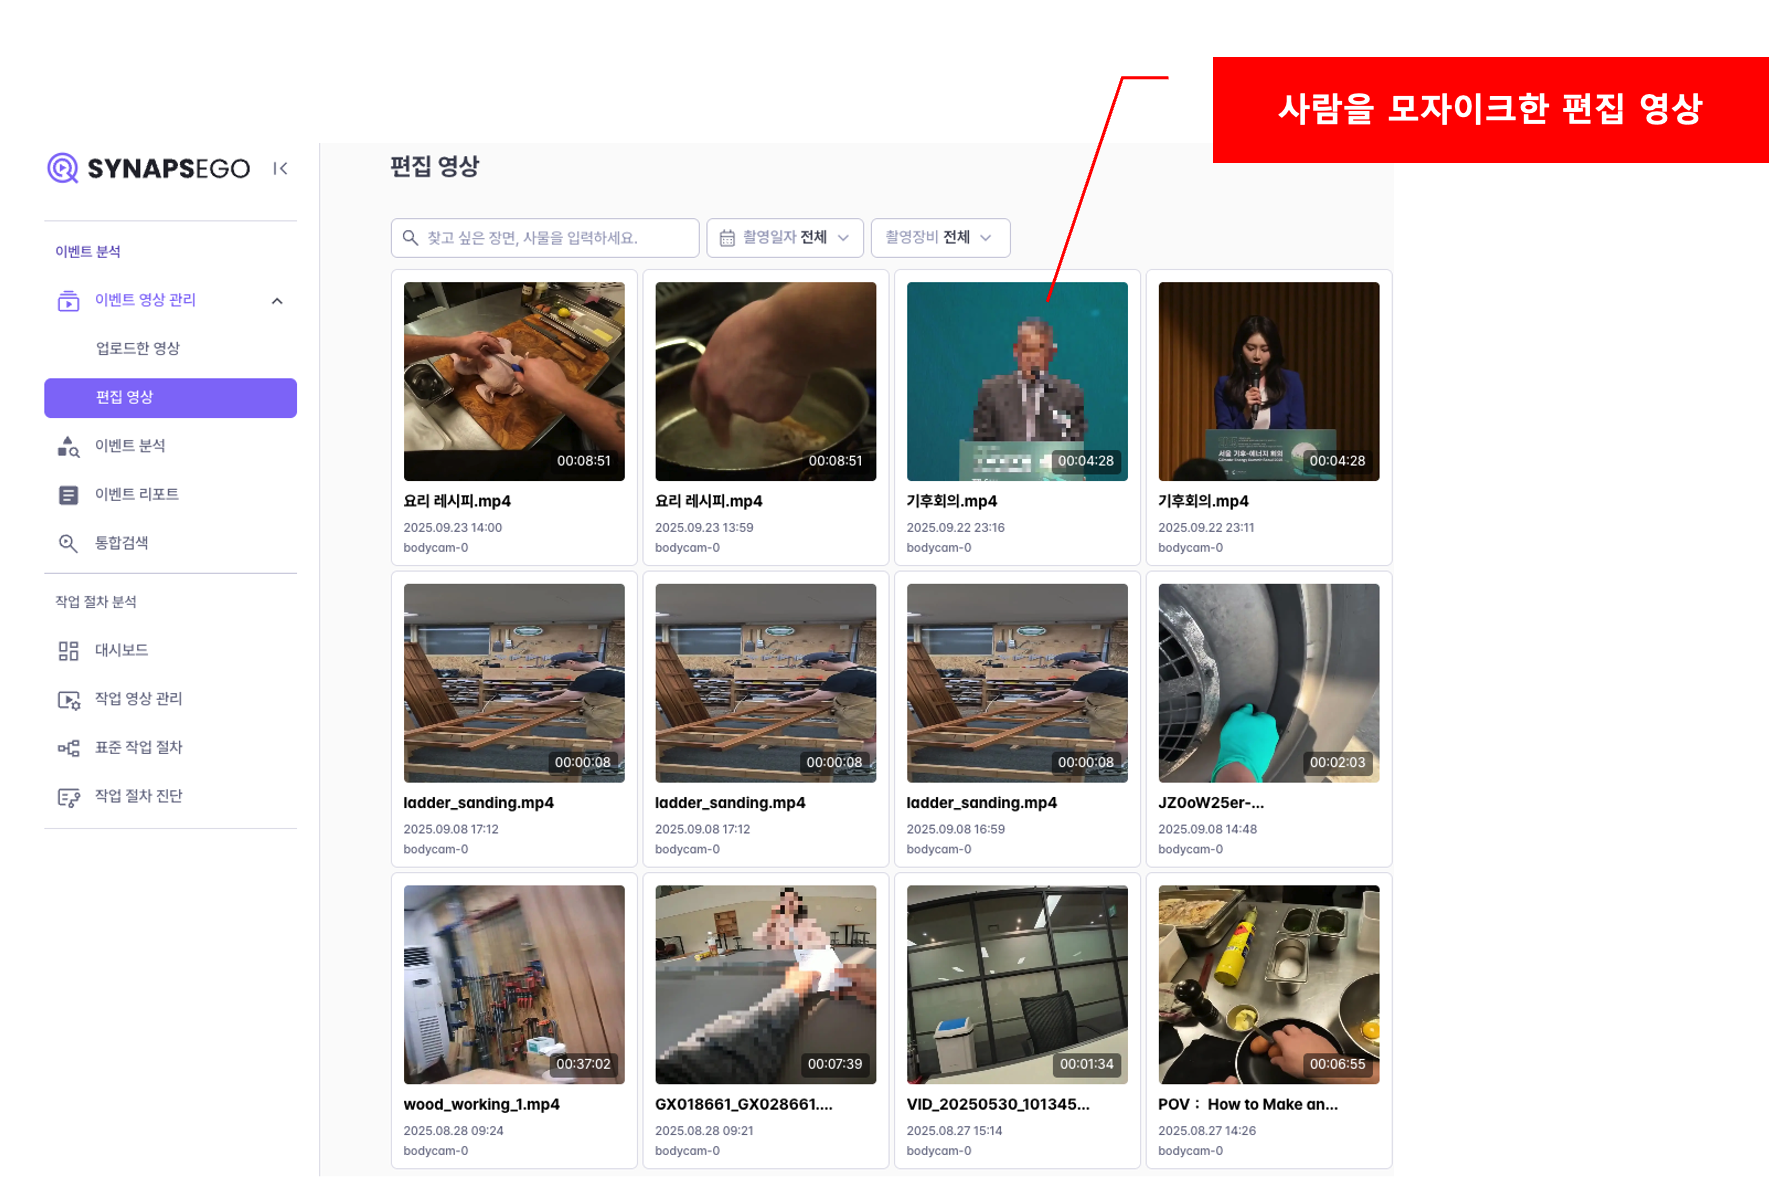 사람을 모자이크한 편집 영상
SYNAPSEGO
편집 영상
찾고 싶은 장면, 사물을 입력하세요.
촬영일자 전체
촬영장비 전체
이벤트 분석
이벤트 영상 관리
업로드한 영상
편집 영상
이벤트 분석
이벤트 리포트
통합검색
작업 절차 분석
대시보드
작업 영상 관리
표준 작업 절차
작업 절차 진단
00:08:51
요리 레시피.mp4
2025.09.23 14:00
bodycam-0
00:08:51
요리 레시피.mp4
2025.09.23 13:59
bodycam-0
00:04:28
기후회의.mp4
2025.09.22 23:16
bodycam-0
서울 기후-에너지 회의
00:04:28
기후회의.mp4
2025.09.22 23:11
bodycam-0
00:00:08
ladder_sanding.mp4
2025.09.08 17:12
bodycam-0
00:00:08
ladder_sanding.mp4
2025.09.08 17:12
bodycam-0
00:00:08
ladder_sanding.mp4
2025.09.08 16:59
bodycam-0
00:02:03
JZ0oW25er-...
2025.09.08 14:48
bodycam-0
00:37:02
wood_working_1.mp4
2025.08.28 09:24
bodycam-0
00:07:39
GX018661_GX028661....
2025.08.28 09:21
bodycam-0
00:01:34
VID_20250530_101345...
2025.08.27 15:14
bodycam-0
00:06:55
POV： How to Make an...
2025.08.27 14:26
bodycam-0